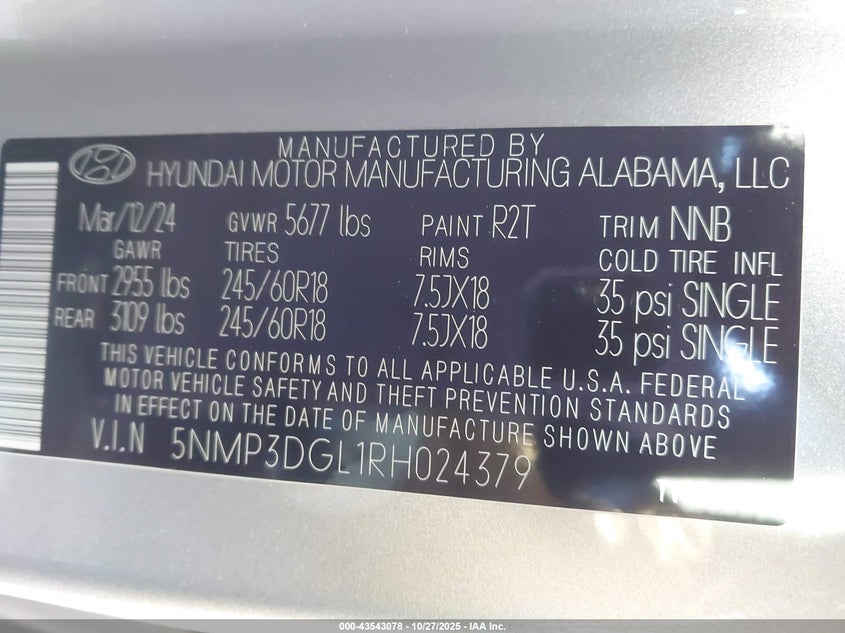 MANUFACTURED BY
HYUNDAI MOTOR MANUFACTURING ALABAMA, LLC
Mar/12/24 GVWR 5677 lbs PAINT R2T TRIM NNB
GAWR TIRES RIMS COLD TIRE INFL
FRONT 2955 lbs 245/60R18 7.5JX18 35 psi SINGLE
REAR 3109 lbs 245/60R18 7.5JX18 35 psi SINGLE
THIS VEHICLE CONFORMS TO ALL APPLICABLE U.S.A. FEDERAL
MOTOR VEHICLE SAFETY AND THEFT PREVENTION STANDARDS
IN EFFECT ON THE DATE OF MANUFACTURE SHOWN ABOVE
V.I.N 5NMP3DGL1RH024379
000-43543078 - 10/27/2025 - IAA Inc.